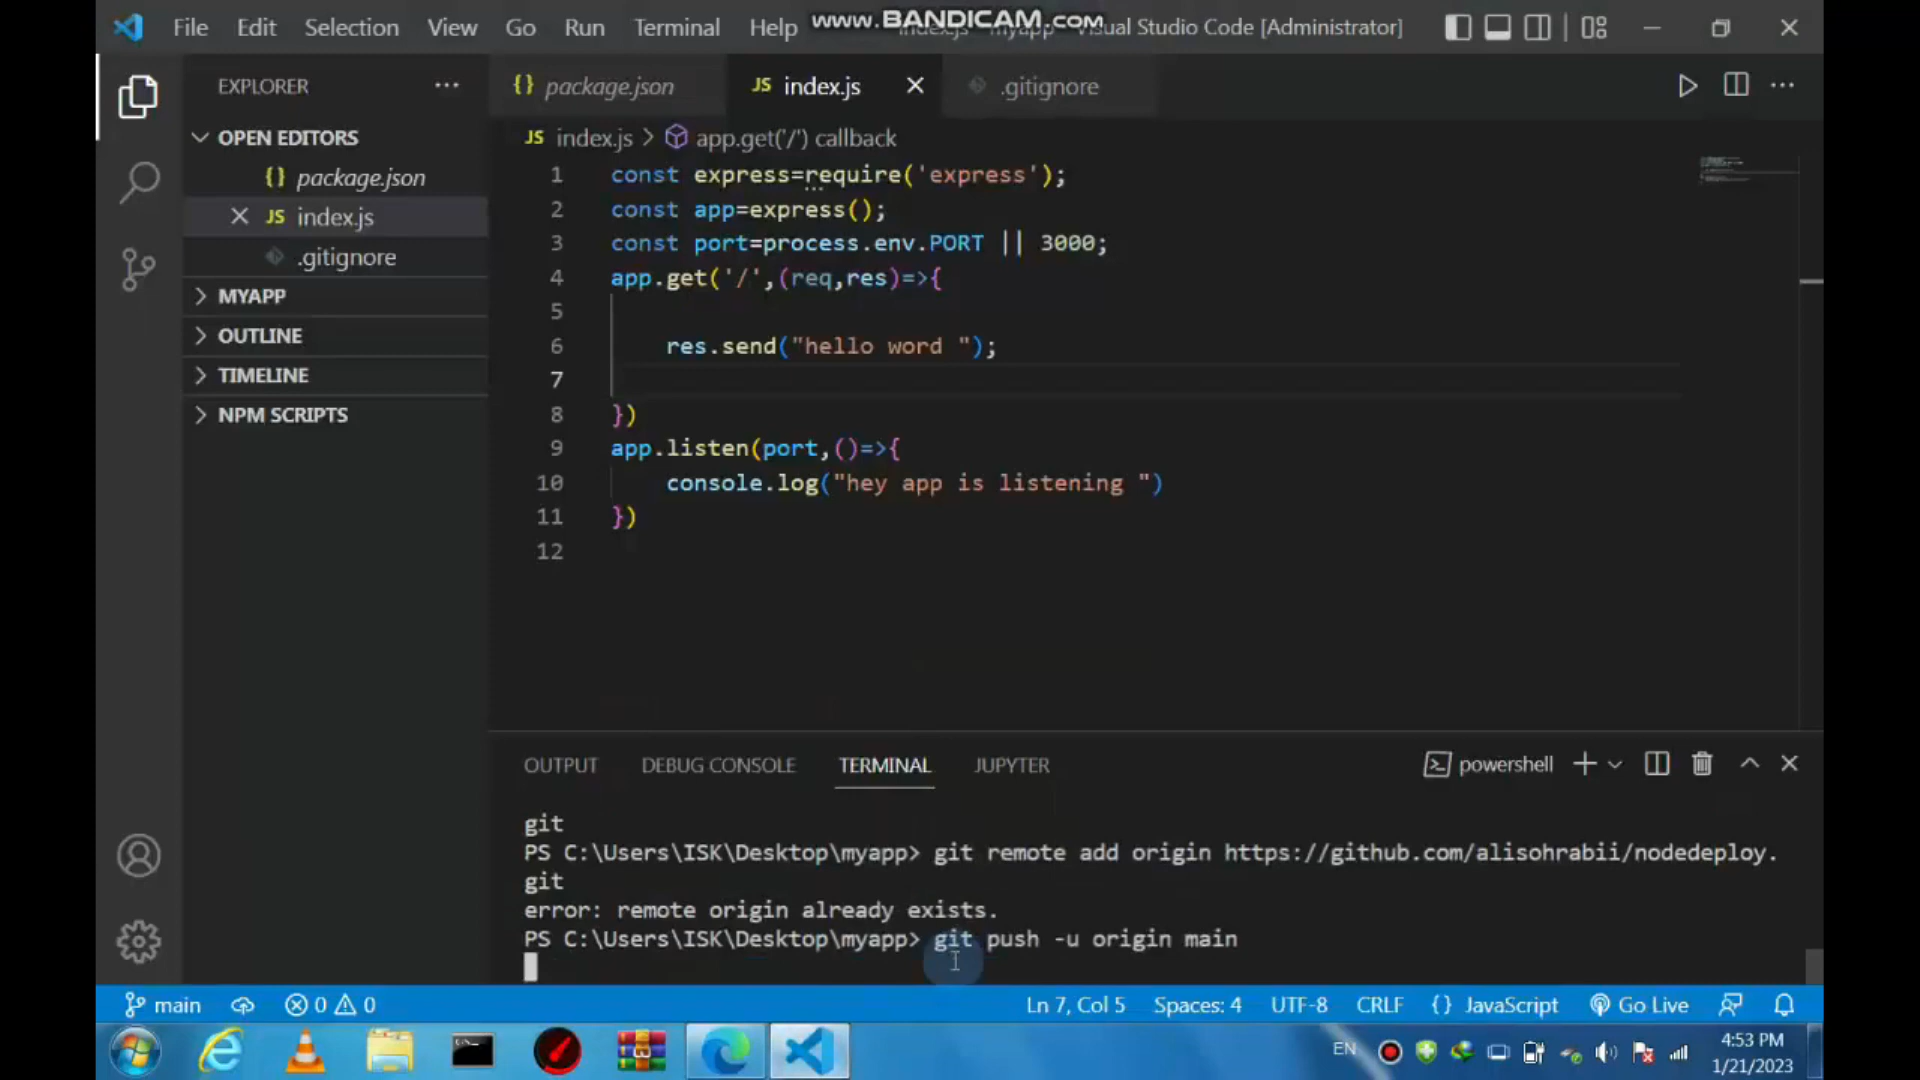 File Edit Selection View Go Run Terminal Help
www.BANDICAM.com
Visual Studio Code [Administrator]
EXPLORER
OPEN EDITORS
{} package.json
JS index.js
.gitignore
MYAPP
OUTLINE
TIMELINE
NPM SCRIPTS
{} package.json
JS index.js
.gitignore
JS index.js > app.get('/') callback
1 const express=require('express');
2 const app=express();
3 const port=process.env.PORT || 3000;
4 app.get('/',(req,res)=>{
5
6 res.send("hello word ");
7
8 })
9 app.listen(port,()=>{
10 console.log("hey app is listening ")
11 })
12
OUTPUT DEBUG CONSOLE TERMINAL JUPYTER
powershell
git
PS C:\Users\ISK\Desktop\myapp> git remote add origin https://github.com/alisohrabii/nodedeploy.
git
error: remote origin already exists.
PS C:\Users\ISK\Desktop\myapp> git push -u origin main
main 0 0
Ln 7, Col 5 Spaces: 4 UTF-8 CRLF {} JavaScript Go Live
EN
4:53 PM
1/21/2023